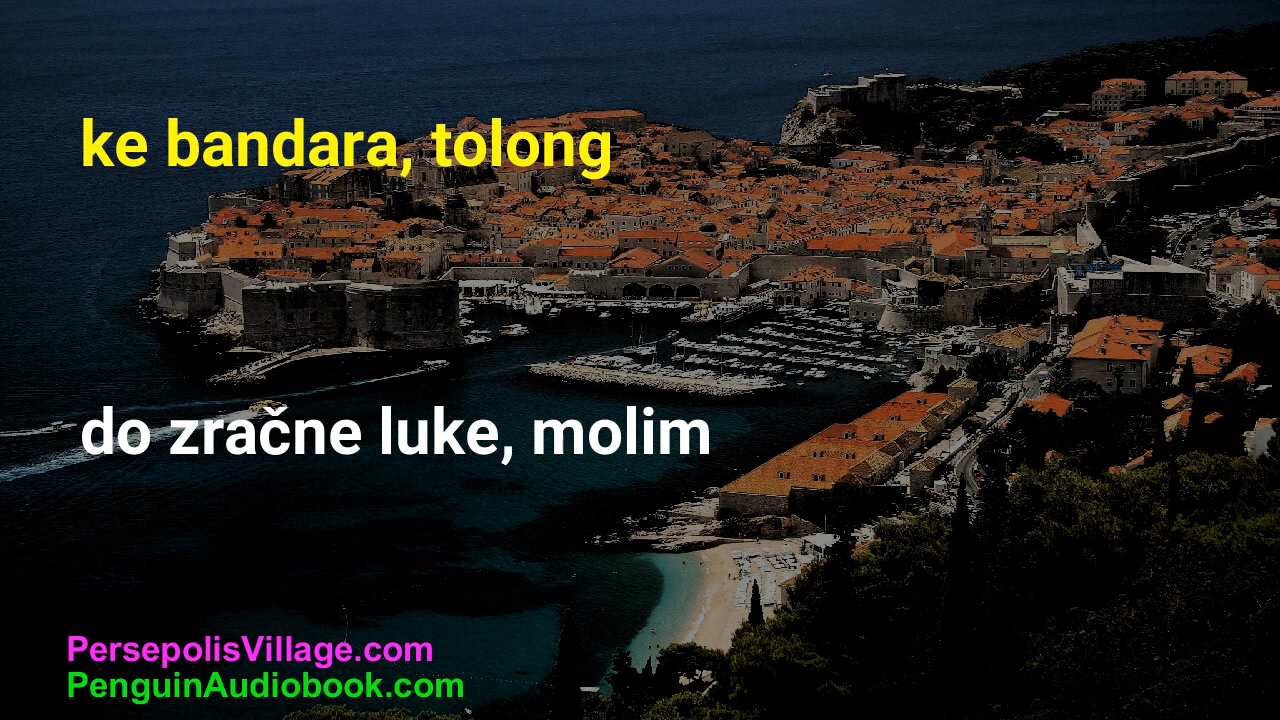 ke bandara, tolong
do zračne luke, molim
PersepolisVillage.com
PenguinAudiobook.com